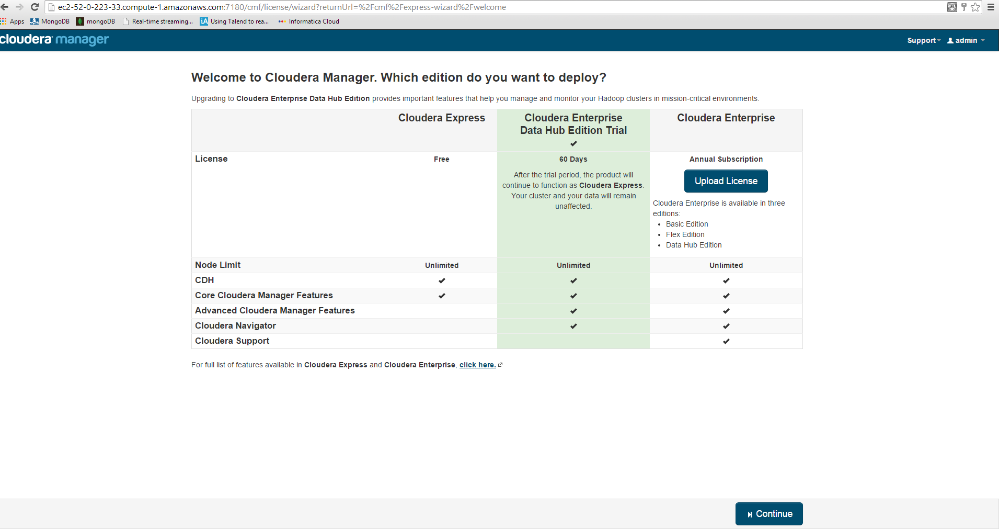 ec2-52-0-223-33.compute-1.amazonaws.com:7180/cmf/license/wizard?returnUrl=%2Fcmf%2Fexpress-wizard%2Fwelcome
Apps MongoDB mongoDB Real-time streaming... iA Using Talend to rea... Informatica Cloud
cloudera manager Support admin
Welcome to Cloudera Manager. Which edition do you want to deploy?
Upgrading to Cloudera Enterprise Data Hub Edition provides important features that help you manage and monitor your Hadoop clusters in mission-critical environments.
Cloudera Express
Cloudera Enterprise
Data Hub Edition Trial
Cloudera Enterprise
License
Free
60 Days
After the trial period, the product will
continue to function as Cloudera Express.
Your cluster and your data will remain
unaffected.
Annual Subscription
Upload License
Cloudera Enterprise is available in three
editions:
Basic Edition
Flex Edition
Data Hub Edition
Node Limit Unlimited Unlimited Unlimited
CDH
Core Cloudera Manager Features
Advanced Cloudera Manager Features
Cloudera Navigator
Cloudera Support
For full list of features available in Cloudera Express and Cloudera Enterprise, click here.
Continue